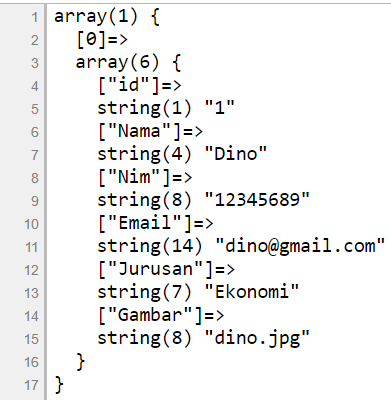 1 array(1) {
2   [0]=>
3   array(6) {
4     ["id"]=>
5     string(1) "1"
6     ["Nama"]=>
7     string(4) "Dino"
8     ["Nim"]=>
9     string(8) "12345689"
10     ["Email"]=>
11     string(14) "dino@gmail.com"
12     ["Jurusan"]=>
13     string(7) "Ekonomi"
14     ["Gambar"]=>
15     string(8) "dino.jpg"
16   }
17 }